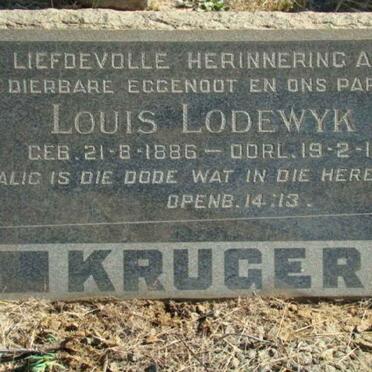 LIEFDEVOLLE HERINNERING A
DIERBARE EGGENOOT EN ONS PAP
LOUIS LODEWYK
GEB. 21-8-1886 — OORL. 19-2-1
ALIG IS DIE DODE WAT IN DIE HERE
OPENB. 14:13.
KRUGER